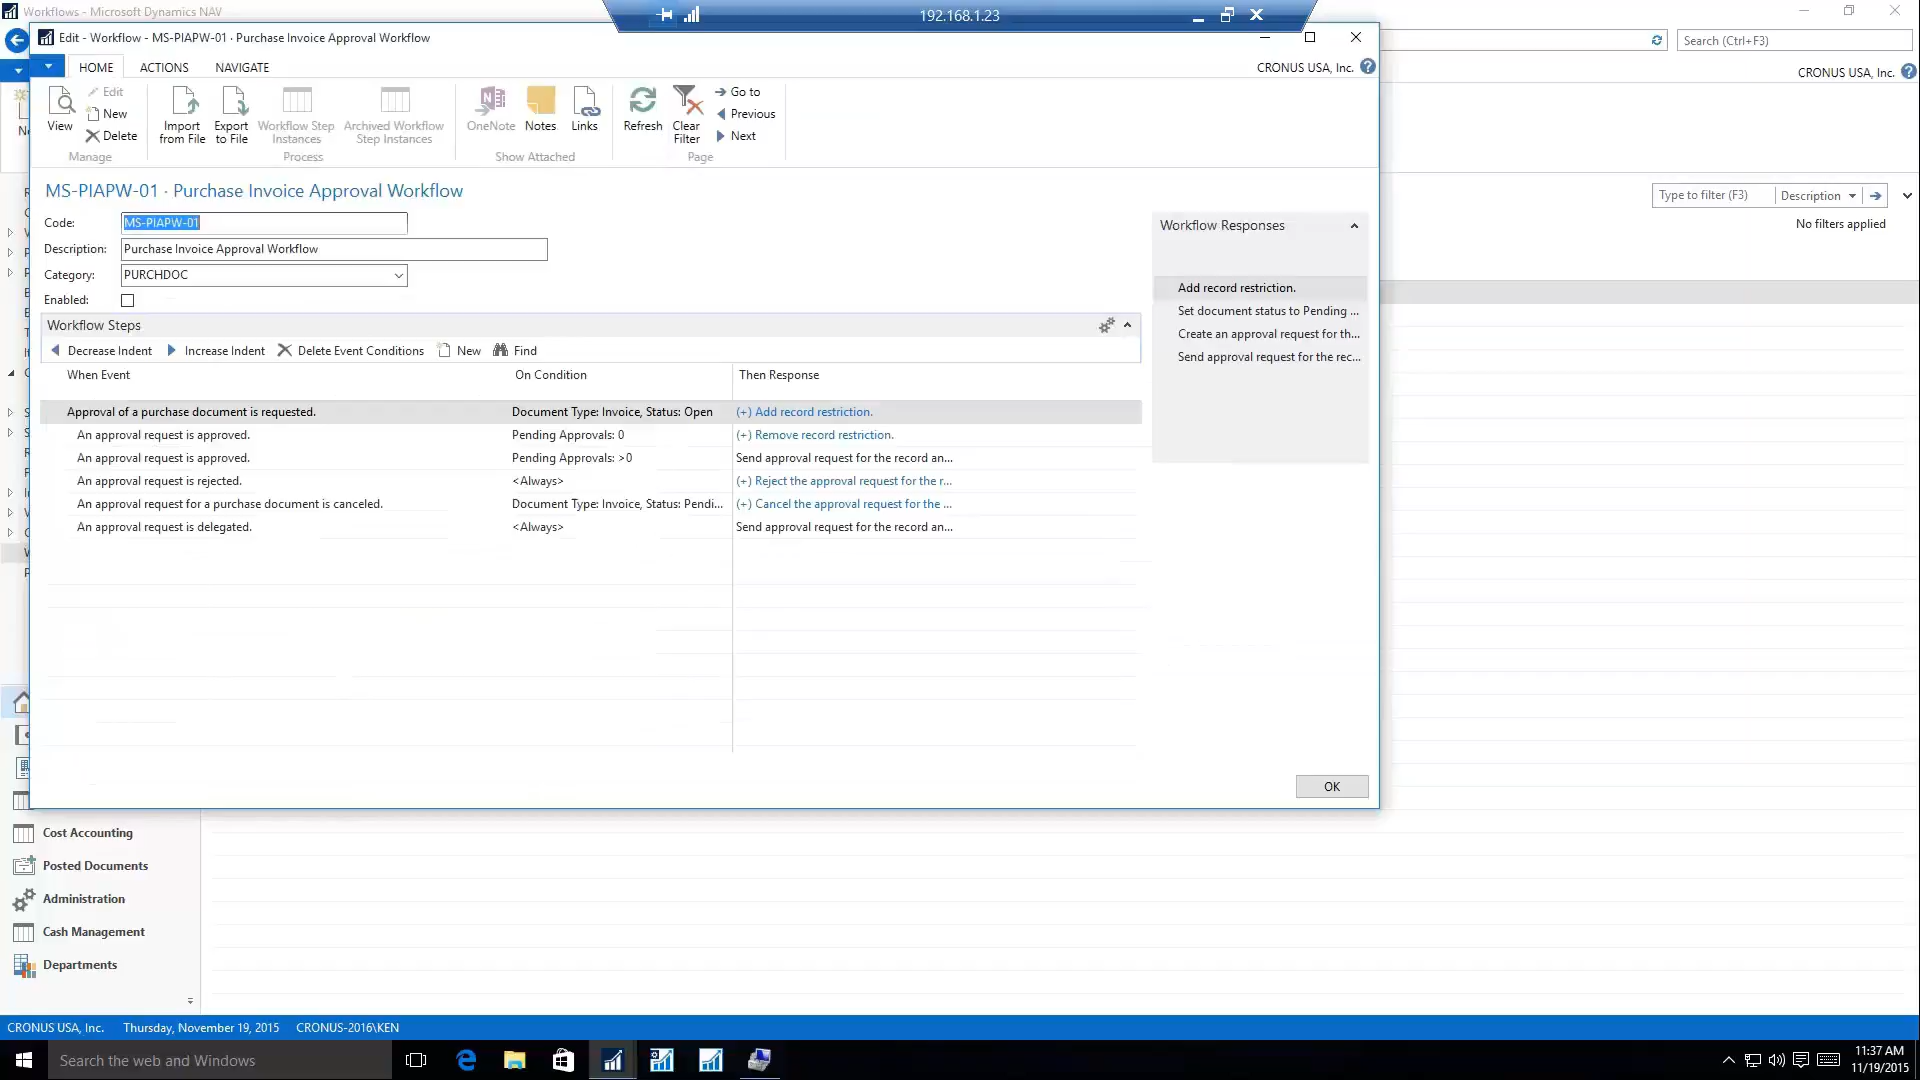 Workflows - Microsoft Dynamics NAV
192.168.1.23
Edit - Workflow - MS-PIAPW-01 · Purchase Invoice Approval Workflow
Search (Ctrl+F3)
HOME
ACTIONS
NAVIGATE
CRONUS USA, Inc.
CRONUS USA, Inc.
View
Edit
New
Delete
Import from File
Export to File
Workflow Step Instances
Archived Workflow Step Instances
OneNote
Notes
Links
Refresh
Clear Filter
Go to
Previous
Next
Manage
Process
Show Attached
Page
MS-PIAPW-01 · Purchase Invoice Approval Workflow
Type to filter (F3)
Description
No filters applied
Code:
MS-PIAPW-01
Description:
Purchase Invoice Approval Workflow
Category:
PURCHDOC
Enabled:
Workflow Steps
Decrease Indent
Increase Indent
Delete Event Conditions
New
Find
When Event
On Condition
Then Response
Approval of a purchase document is requested.
Document Type: Invoice, Status: Open
(+) Add record restriction.
An approval request is approved.
Pending Approvals: 0
(+) Remove record restriction.
An approval request is approved.
Pending Approvals: >0
Send approval request for the record an...
An approval request is rejected.
<Always>
(+) Reject the approval request for the r...
An approval request for a purchase document is canceled.
Document Type: Invoice, Status: Pendi...
(+) Cancel the approval request for the ...
An approval request is delegated.
<Always>
Send approval request for the record an...
Workflow Responses
Add record restriction.
Set document status to Pending ...
Create an approval request for th...
Send approval request for the rec...
OK
Cost Accounting
Posted Documents
Administration
Cash Management
Departments
CRONUS USA, Inc.
Thursday, November 19, 2015
CRONUS-2016\KEN
Search the web and Windows
11:37 AM
11/19/2015